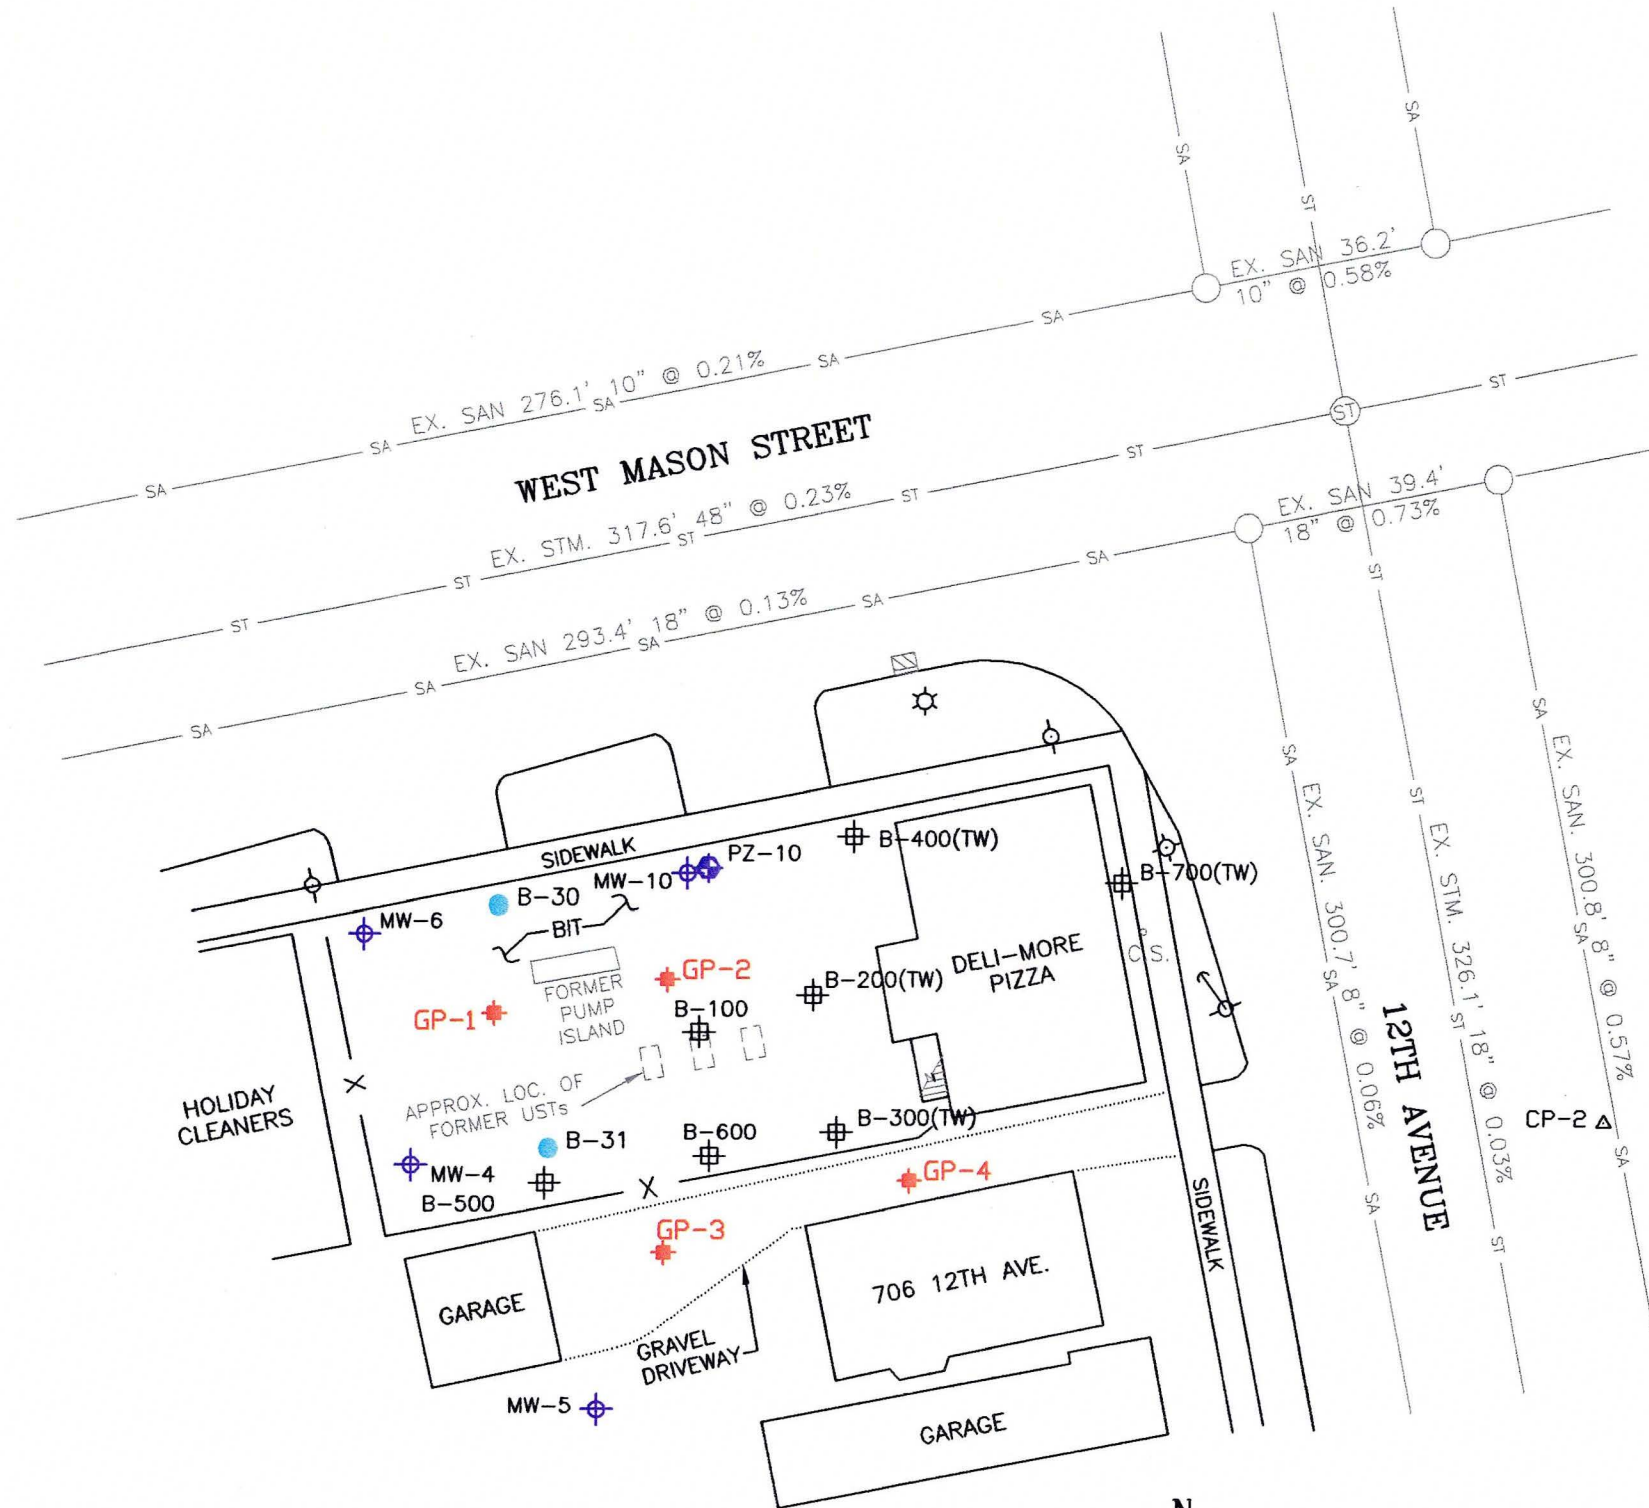 SA
SA
ST
EX. SAN 36.2'
10" @ 0.58%
SA
SA
EX. SAN 276.1' 10" @ 0.21%
SA
SA
SA
WEST MASON STREET
ST
ST
ST
EX. SAN 39.4'
18" @ 0.73%
EX. STM. 317.6' 48" @ 0.23%
ST
ST
ST
ST
ST
SA
EX. SAN 293.4' 18" @ 0.13%
SA
SA
SA
SA
SA
SA
ST
EX. SAN. 300.7' 8" @ 0.06%
SA
SA
EX. STM. 326.1' 18" @ 0.03%
ST
ST
EX. SAN. 300.8' 8" @ 0.57%
SA
SA
12TH AVENUE
CP-2
SIDEWALK
PZ-10
MW-10
B-400(TW)
B-700(TW)
B-30
MW-6
BIT
C.S.
DELI-MORE
PIZZA
GP-2
B-200(TW)
FORMER
PUMP
ISLAND
GP-1
B-100
APPROX. LOC. OF
FORMER USTs
HOLIDAY
CLEANERS
B-31
B-600
B-300(TW)
MW-4
B-500
GP-4
GP-3
SIDEWALK
GARAGE
706 12TH AVE.
GRAVEL
DRIVEWAY
MW-5
GARAGE
N